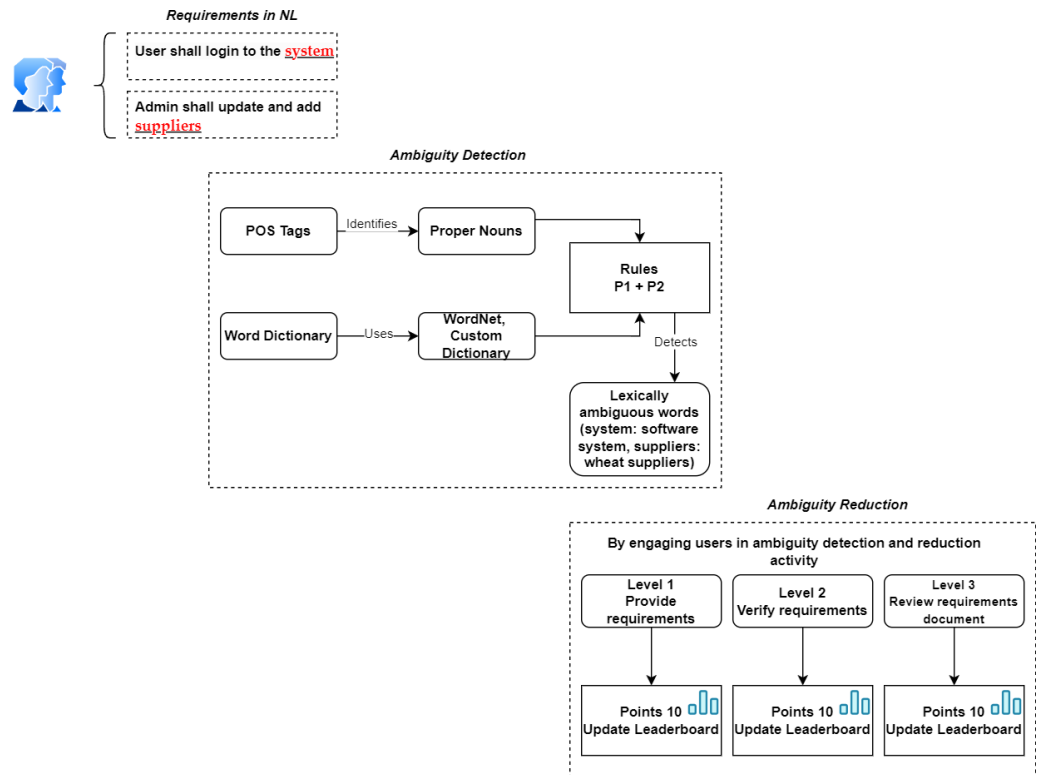 Requirements in NL
User shall login to the system
Admin shall update and add
suppliers
Ambiguity Detection
POS Tags
Identifies
Proper Nouns
Rules
P1 + P2
Word Dictionary
Uses
WordNet,
Custom
Dictionary
Detects
Lexically
ambiguous words
(system: software
system, suppliers:
wheat suppliers)
Ambiguity Reduction
By engaging users in ambiguity detection and reduction
activity
Level 1
Provide
requirements
Level 2
Verify requirements
Level 3
Review requirements
document
Points 10
Update Leaderboard
Points 10
Update Leaderboard
Points 10
Update Leaderboard